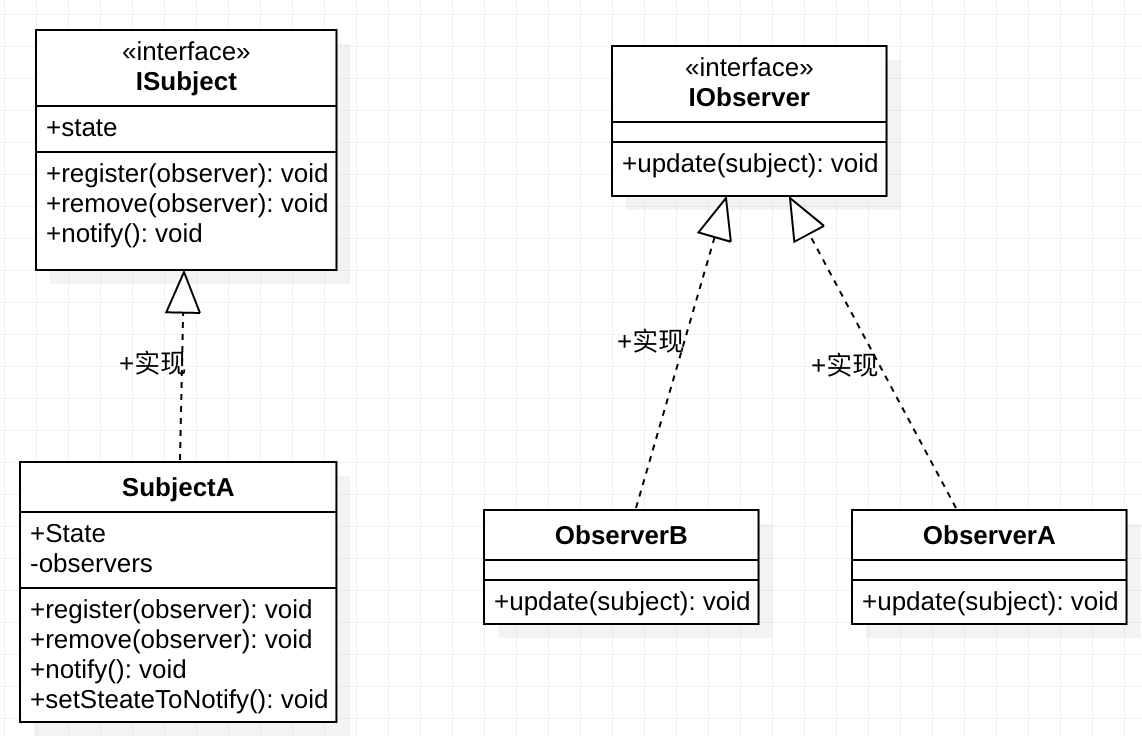 «interface»
ISubject
+state
+register(observer): void
+remove(observer): void
+notify(): void
«interface»
IObserver
+update(subject): void
+实现
+实现
+实现
SubjectA
+State
-observers
+register(observer): void
+remove(observer): void
+notify(): void
+setSteateToNotify(): void
ObserverB
+update(subject): void
ObserverA
+update(subject): void